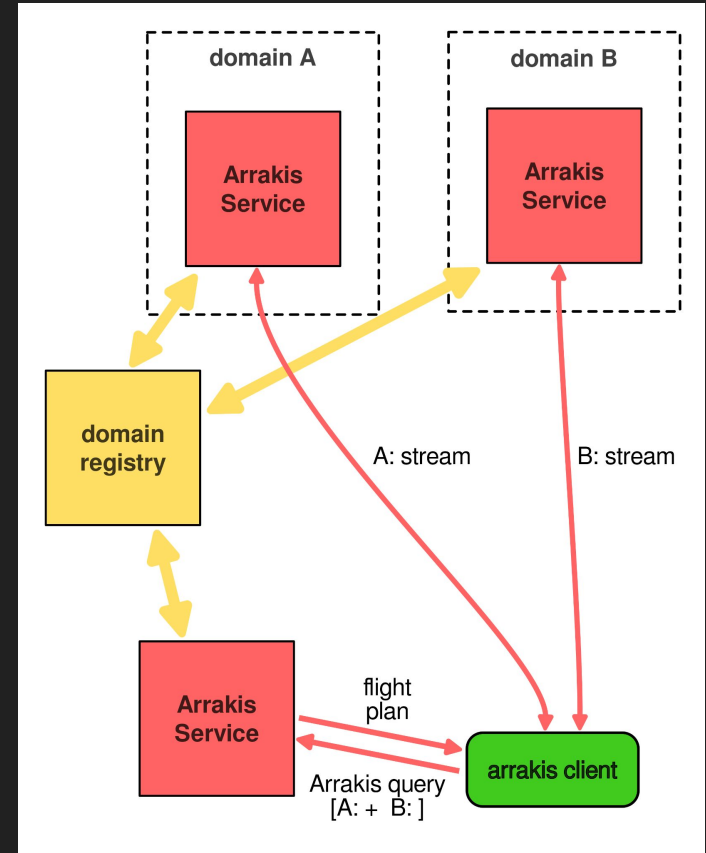 domain A
domain B
Arrakis
Service
Arrakis
Service
domain
registry
A: stream
B: stream
Arrakis
Service
flight
plan
arrakis client
Arrakis query
[A: + B: ]